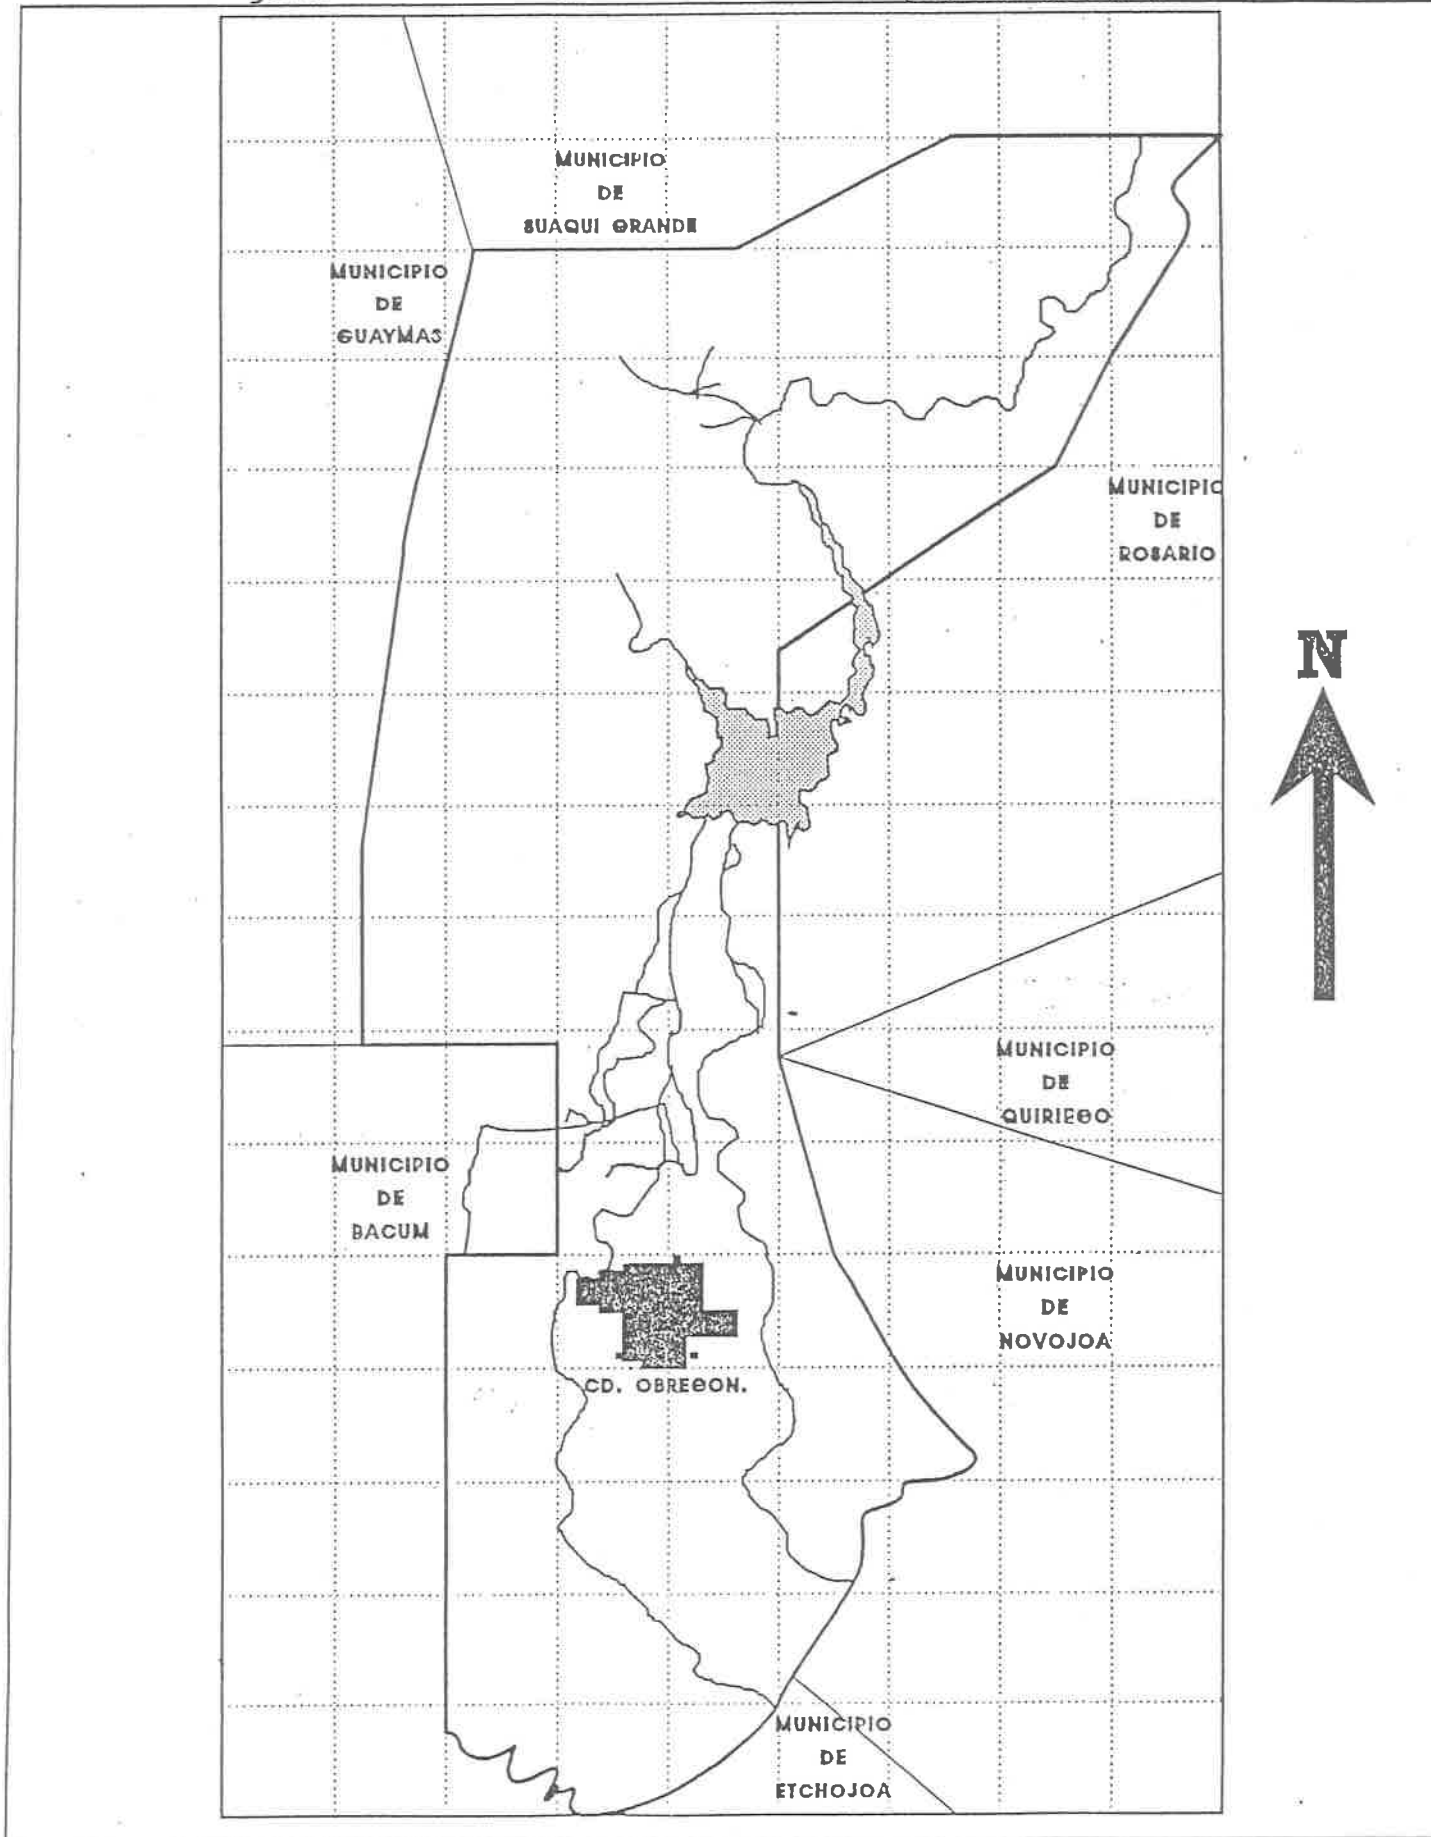 MUNICIPIO
DE
SUAQUI GRANDE
MUNICIPIO
DE
GUAYMAS
MUNICIPIO
DE
ROSARIO
N
MUNICIPIO
DE
QUIRIEGO
MUNICIPIO
DE
BACUM
MUNICIPIO
DE
NOVOJOA
CD. OBREGON.
MUNICIPIO
DE
ETCHOJOA